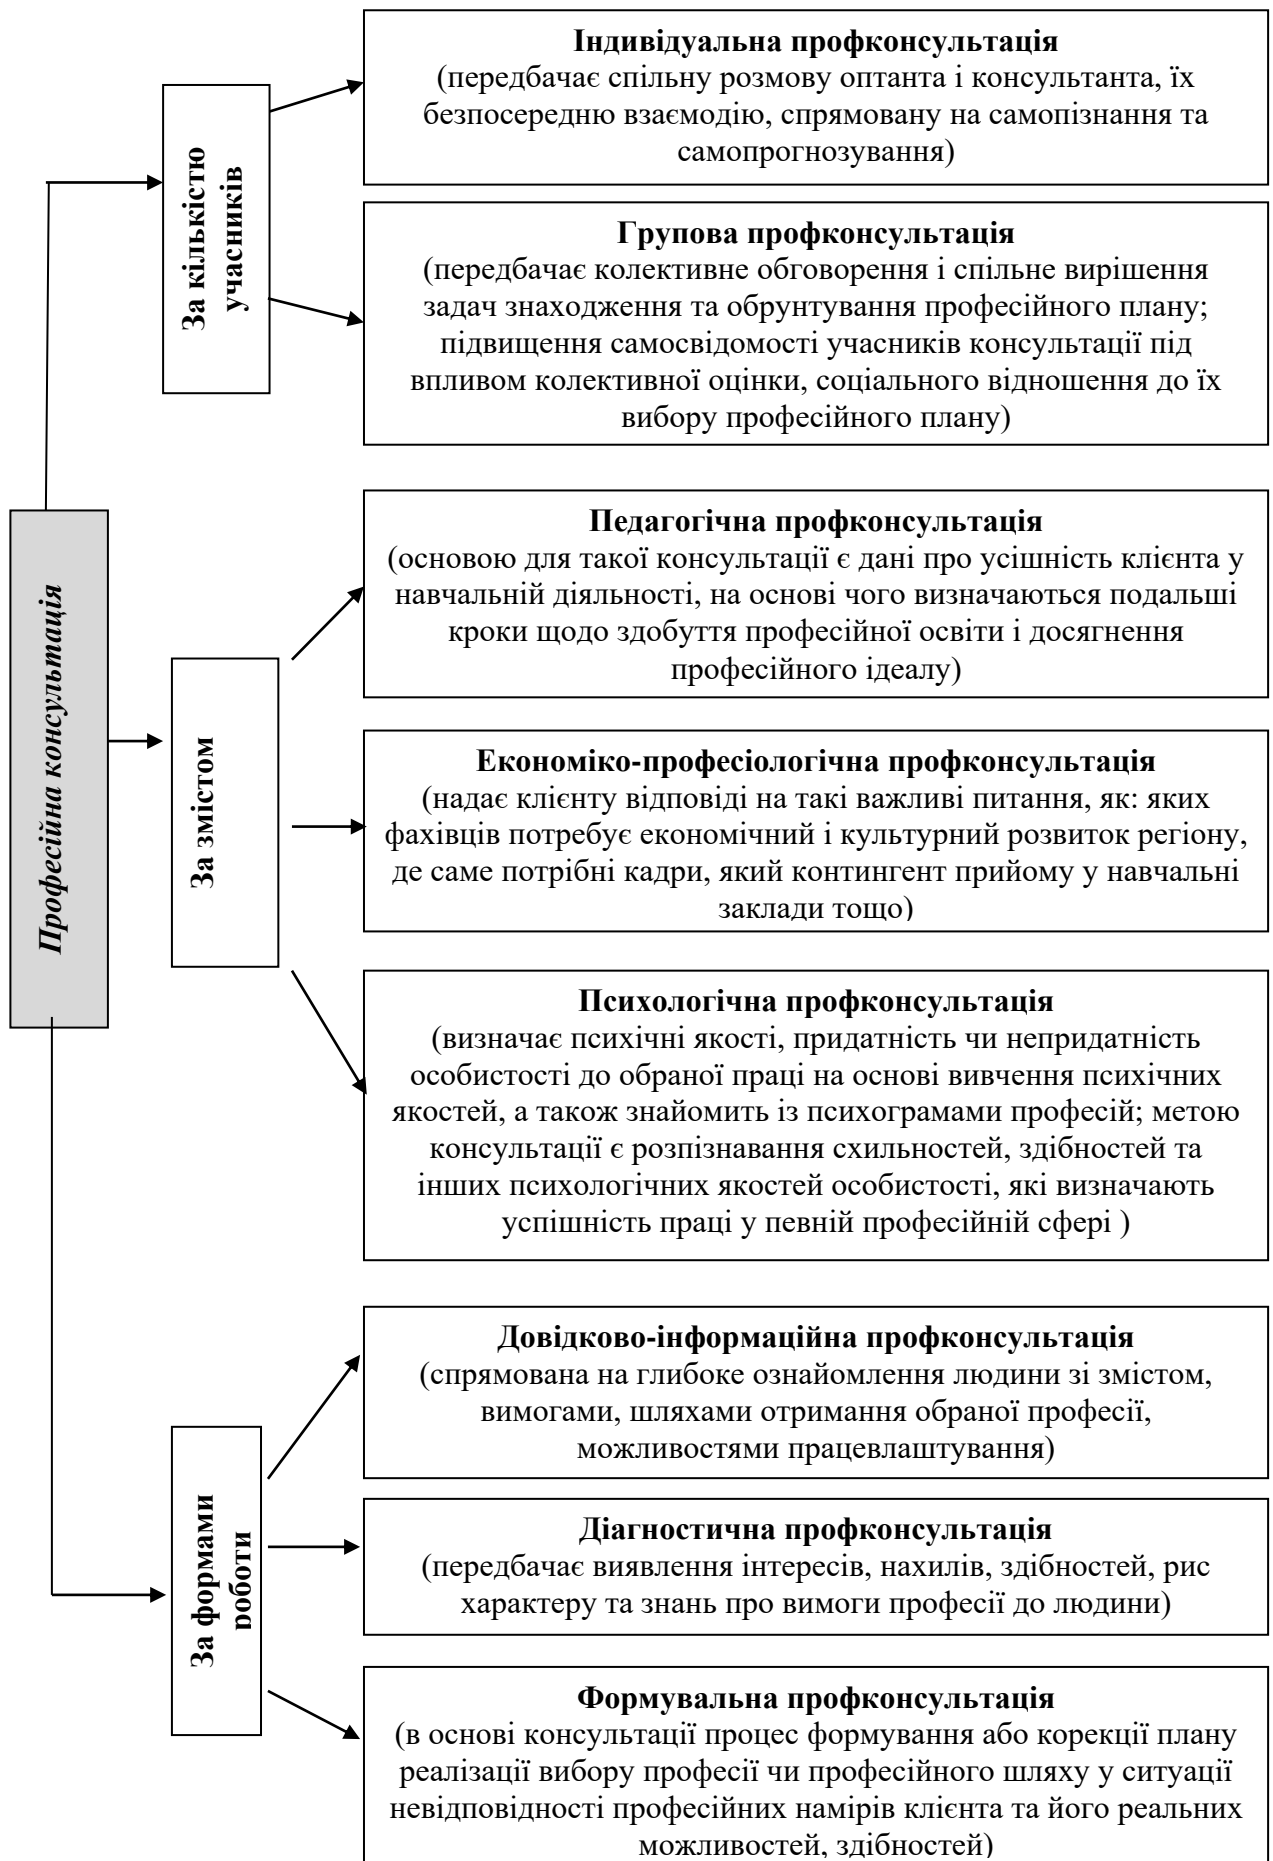 Професійна консультація
За кількістю
учасників
Індивідуальна профконсультація
(передбачає спільну розмову оптанта і консультанта, їх
безпосередню взаємодію, спрямовану на самопізнання та
самопрогнозування)
Групова профконсультація
(передбачає колективне обговорення і спільне вирішення
задач знаходження та обрунтування професійного плану;
підвищення самосвідомості учасників консультації під
впливом колективної оцінки, соціального відношення до їх
вибору професійного плану)
За змістом
Педагогічна профконсультація
(основою для такої консультації є дані про усішність клієнта у
навчальній діяльності, на основі чого визначаються подальші
кроки щодо здобуття професійної освіти і досягнення
професійного ідеалу)
Економіко-професіологічна профконсультація
(надає клієнту відповіді на такі важливі питання, як: яких
фахівців потребує економічний і культурний розвиток регіону,
де саме потрібні кадри, який контингент прийому у навчальні
заклади тощо)
Психологічна профконсультація
(визначає психічні якості, придатність чи непридатність
особистості до обраної праці на основі вивчення психічних
якостей, а також знайомить із психограмами професій; метою
консультації є розпізнавання схильностей, здібностей та
інших психологічних якостей особистості, які визначають
успішність праці у певній професійній сфері )
За формами
роботи
Довідково-інформаційна профконсультація
(спрямована на глибоке ознайомлення людини зі змістом,
вимогами, шляхами отримання обраної професії,
можливостями працевлаштування)
Діагностична профконсультація
(передбачає виявлення інтересів, нахилів, здібностей, рис
характеру та знань про вимоги професії до людини)
Формувальна профконсультація
(в основі консультації процес формування або корекції плану
реалізації вибору професії чи професійного шляху у ситуації
невідповідності професійних намірів клієнта та його реальних
можливостей, здібностей)